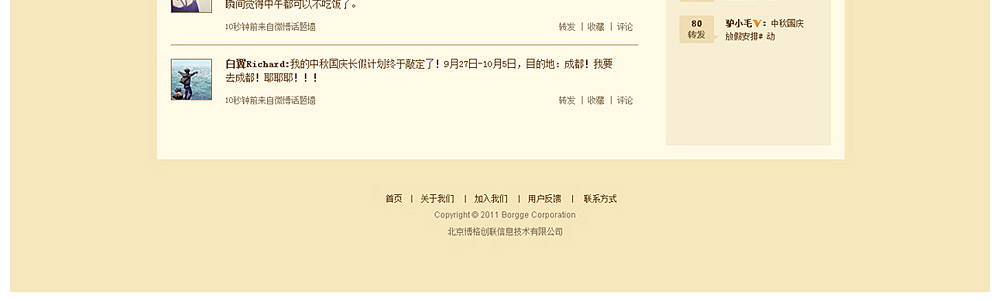 瞬间觉得中午都可以不吃饭了。
10秒钟前来自微博话题墙 转发 | 收藏 | 评论
白翼Richard:我的中秋国庆长假计划终于敲定了！9月27日-10月5日，目的地：成都！我要
去成都！耶耶耶！！！
10秒钟前来自微博话题墙 转发 | 收藏 | 评论
80
转发
驴小毛V：中秋国庆
放假安排# 动
首页 | 关于我们 | 加入我们 | 用户反馈 | 联系方式
Copyright © 2011 Borgge Corporation
北京博格创联信息技术有限公司